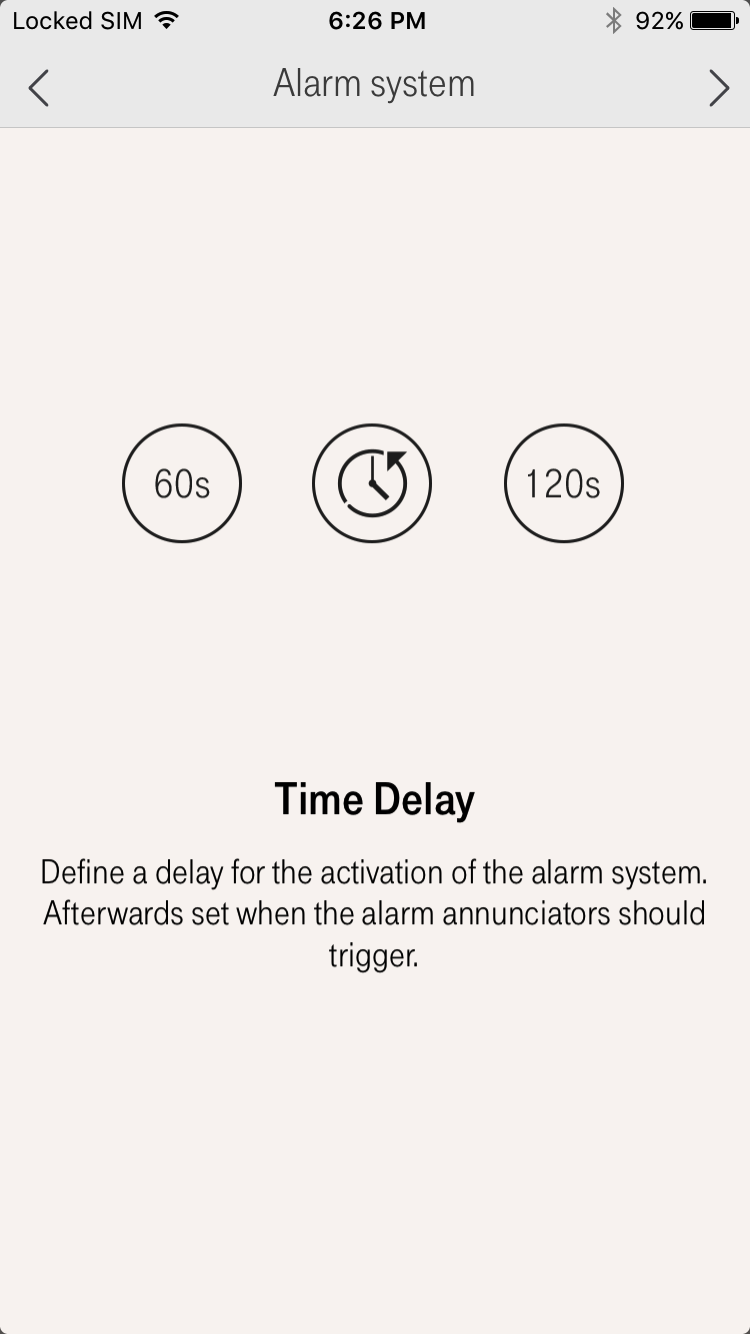 Locked SIM 6:26 PM 92%
Alarm system
60s 120s
Time Delay
Define a delay for the activation of the alarm system.
Afterwards set when the alarm annunciators should
trigger.